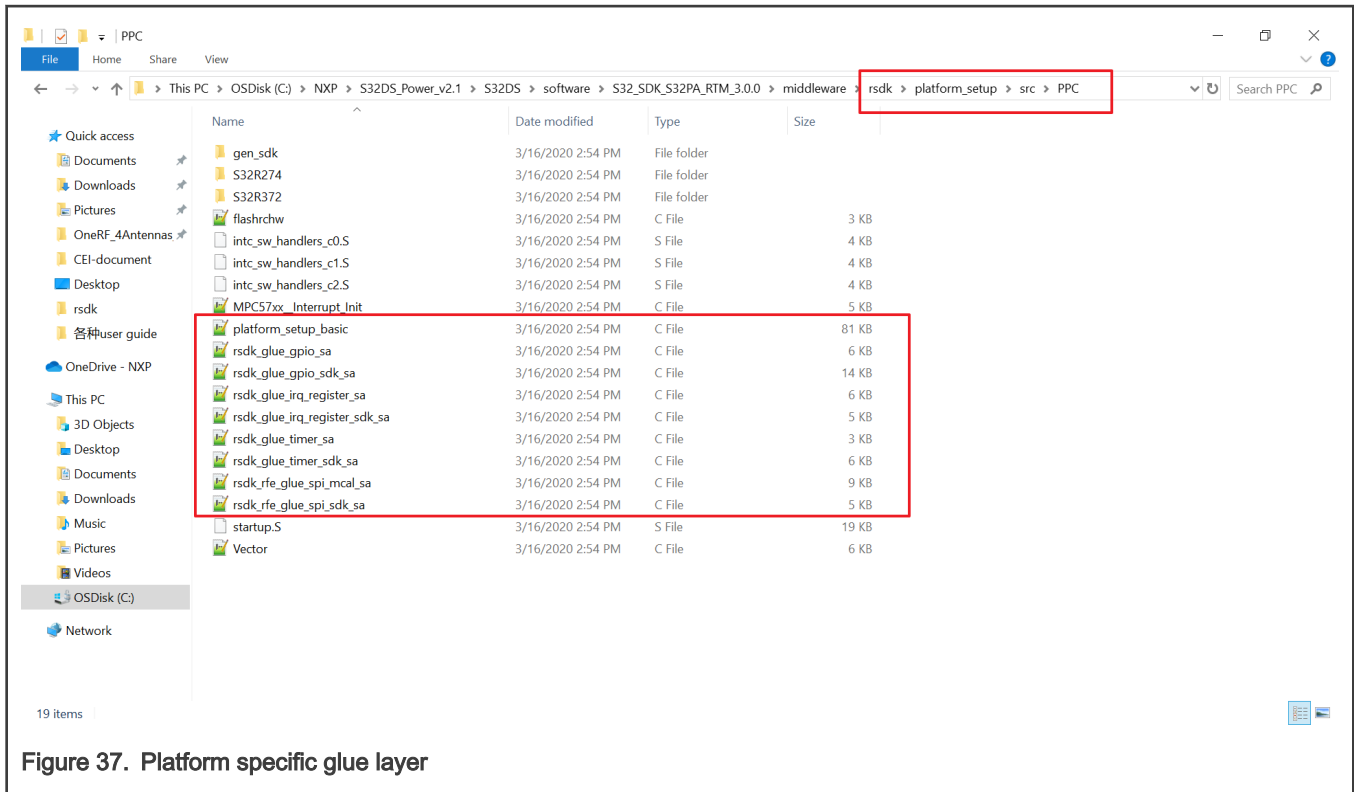 PPC
File Home Share View
This PC > OSDisk (C:) > NXP > S32DS_Power_v2.1 > S32DS > software > S32_SDK_S32PA_RTM_3.0.0 > middleware > rsdk > platform_setup > src > PPC Search PPC
Name Date modified Type Size
Quick access
Documents
Downloads
Pictures
OneRF_4Antennas
CEI-document
Desktop
rsdk
各种user guide
OneDrive - NXP
This PC
3D Objects
Desktop
Documents
Downloads
Music
Pictures
Videos
OSDisk (C:)
Network
gen_sdk 3/16/2020 2:54 PM File folder
S32R274 3/16/2020 2:54 PM File folder
S32R372 3/16/2020 2:54 PM File folder
flashrchw 3/16/2020 2:54 PM C File 3 KB
intc_sw_handlers_c0.S 3/16/2020 2:54 PM S File 4 KB
intc_sw_handlers_c1.S 3/16/2020 2:54 PM S File 4 KB
intc_sw_handlers_c2.S 3/16/2020 2:54 PM S File 4 KB
MPC57xx__Interrupt_Init 3/16/2020 2:54 PM C File 5 KB
platform_setup_basic 3/16/2020 2:54 PM C File 81 KB
rsdk_glue_gpio_sa 3/16/2020 2:54 PM C File 6 KB
rsdk_glue_gpio_sdk_sa 3/16/2020 2:54 PM C File 14 KB
rsdk_glue_irq_register_sa 3/16/2020 2:54 PM C File 6 KB
rsdk_glue_irq_register_sdk_sa 3/16/2020 2:54 PM C File 5 KB
rsdk_glue_timer_sa 3/16/2020 2:54 PM C File 3 KB
rsdk_glue_timer_sdk_sa 3/16/2020 2:54 PM C File 6 KB
rsdk_rfe_glue_spi_mcal_sa 3/16/2020 2:54 PM C File 9 KB
rsdk_rfe_glue_spi_sdk_sa 3/16/2020 2:54 PM C File 5 KB
startup.S 3/16/2020 2:54 PM S File 19 KB
Vector 3/16/2020 2:54 PM C File 6 KB
19 items
Figure 37. Platform specific glue layer